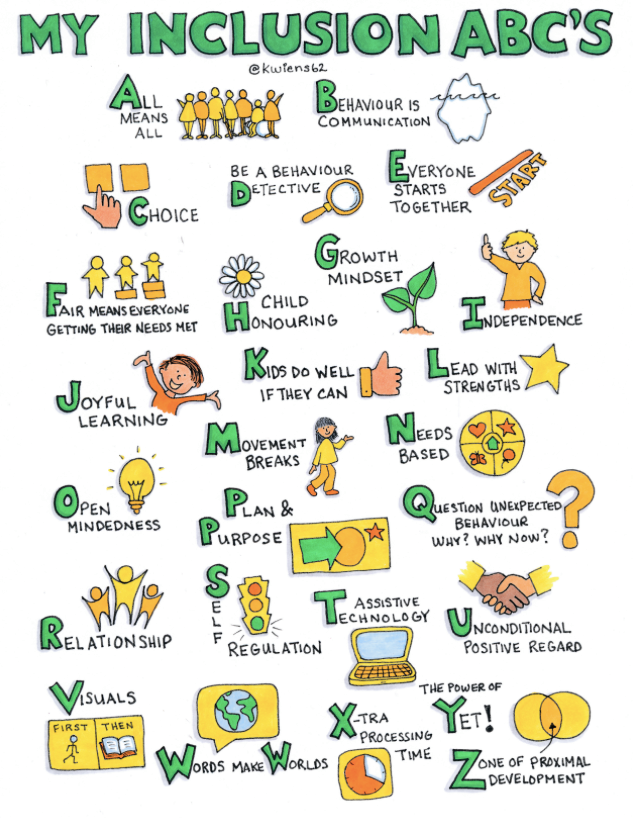 MY INCLUSION ABC'S
@kwiens62
ALL
MEANS
ALL
BEHAVIOUR IS
COMMUNICATION
CHOICE
BE A BEHAVIOUR
DETECTIVE
EVERYONE
STARTS
TOGETHER
START
FAIR MEANS EVERYONE
GETTING THEIR NEEDS MET
CHILD
HONOURING
GROWTH
MINDSET
INDEPENDENCE
JOYFUL
LEARNING
KIDS DO WELL
IF THEY CAN
LEAD WITH
STRENGTHS
MOVEMENT
BREAKS
NEEDS
BASED
OPEN
MINDEDNESS
PLAN &
PURPOSE
QUESTION UNEXPECTED
BEHAVIOUR
WHY? WHY NOW?
?
RELATIONSHIP
SELF
REGULATION
ASSISTIVE
TECHNOLOGY
UNCONDITIONAL
POSITIVE REGARD
VISUALS
FIRST THEN
WORDS MAKE WORLDS
X-TRA
PROCESSING
TIME
THE POWER OF
YET!
ZONE OF PROXIMAL
DEVELOPMENT